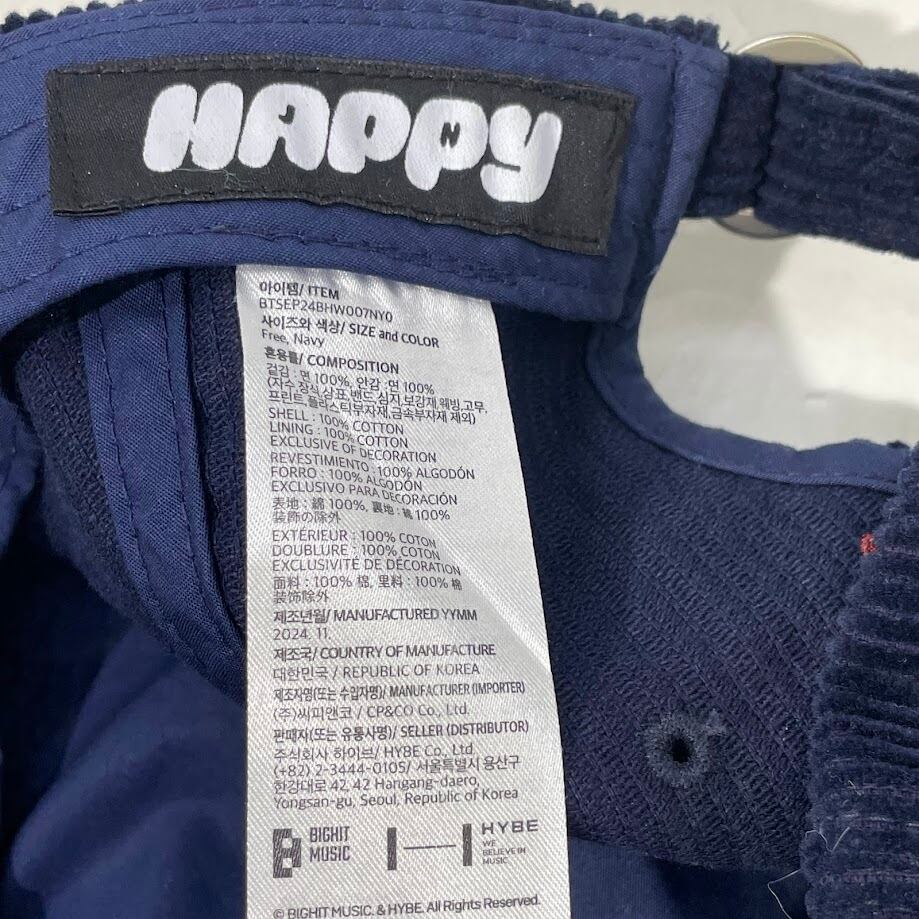 HAPPY
아이템/ ITEM
BTSEP24BHW007NY0
사이즈와 색상/ SIZE and COLOR
Free, Navy
혼용률/ COMPOSITION
겉감 : 면 100%, 안감 :면 100%
(자수,장식,상표,밴드,심지,보강재,웨빙,고무,
프린트,플라스틱부자재,금속부자재 제외)
SHELL : 100% COTTON
LINING : 100% COTTON
EXCLUSIVE OF DECORATION
REVESTIMIENTO : 100% ALGODÓN
FORRO : 100% ALGODÓN
EXCLUSIVO PARA DECORACIÓN
表地 : 綿 100%, 裏地 : 綿 100%
装飾の除外
EXTÉRIEUR : 100% COTON
DOUBLURE : 100% COTON
EXCLUSIVITÉ DE DÉCORATION
面料 : 100% 棉, 里料 : 100% 棉
装饰除外
제조년월/ MANUFACTURED YYMM
2024. 11.
제조국/ COUNTRY OF MANUFACTURE
대한민국 / REPUBLIC OF KOREA
제조자명(또는 수입자명)/ MANUFACTURER (IMPORTER)
(주)씨피앤코 / CP&CO Co., Ltd.
판매자(또는 유통사명)/ SELLER (DISTRIBUTOR)
주식회사 하이브/ HYBE Co., Ltd.
(+82) 2-3444-0105/ 서울특별시 용산구
한강대로 42, 42 Hangang-daero,
Yongsan-gu, Seoul, Republic of Korea
BIGHIT
MUSIC
HYBE
WE
BELIEVE IN
MUSIC
© BIGHIT MUSIC. & HYBE. All Rights Reserved.